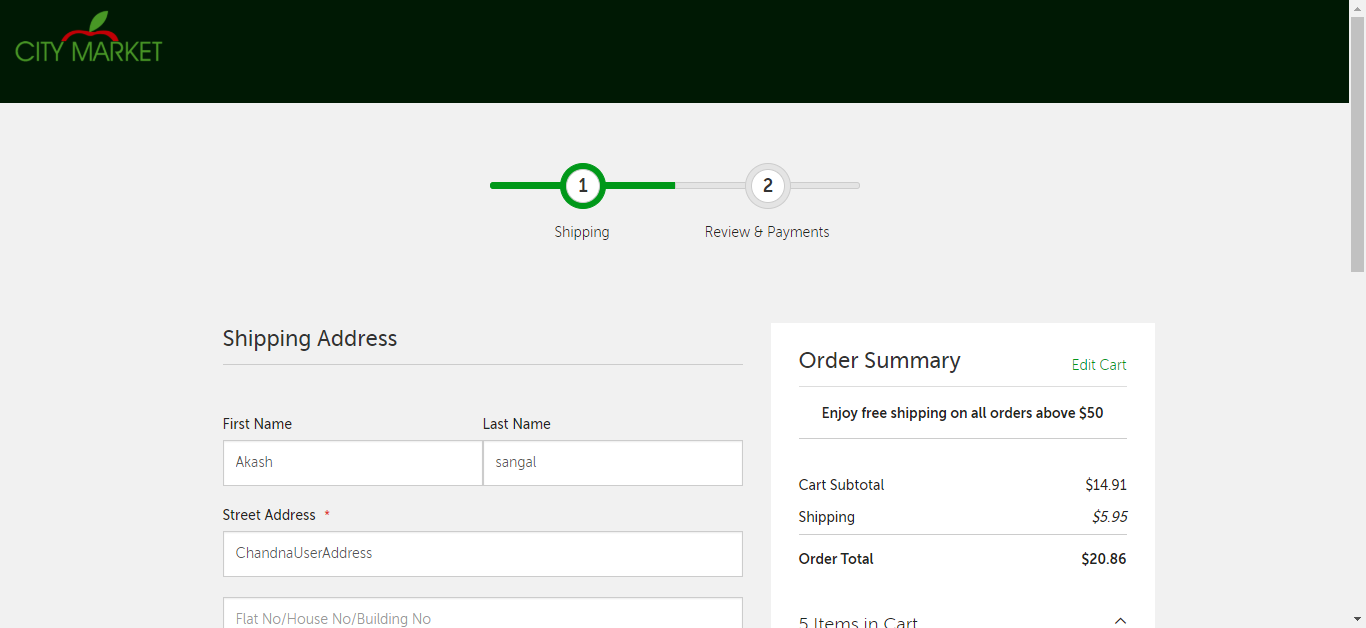 CITY MARKET
1
2
Shipping
Review & Payments
Shipping Address
First Name
Last Name
Akash
sangal
Street Address *
ChandnaUserAddress
Flat No/House No/Building No
Order Summary
Edit Cart
Enjoy free shipping on all orders above $50
Cart Subtotal $14.91
Shipping $5.95
Order Total $20.86
5 Items in Cart